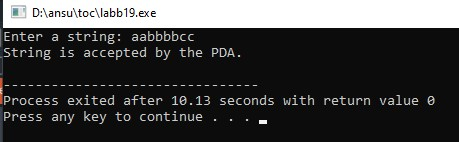 D:\ansu\toc\labb19.exe
Enter a string: aabbbbcc
String is accepted by the PDA.
--------------------------------
Process exited after 10.13 seconds with return value 0
Press any key to continue . . .